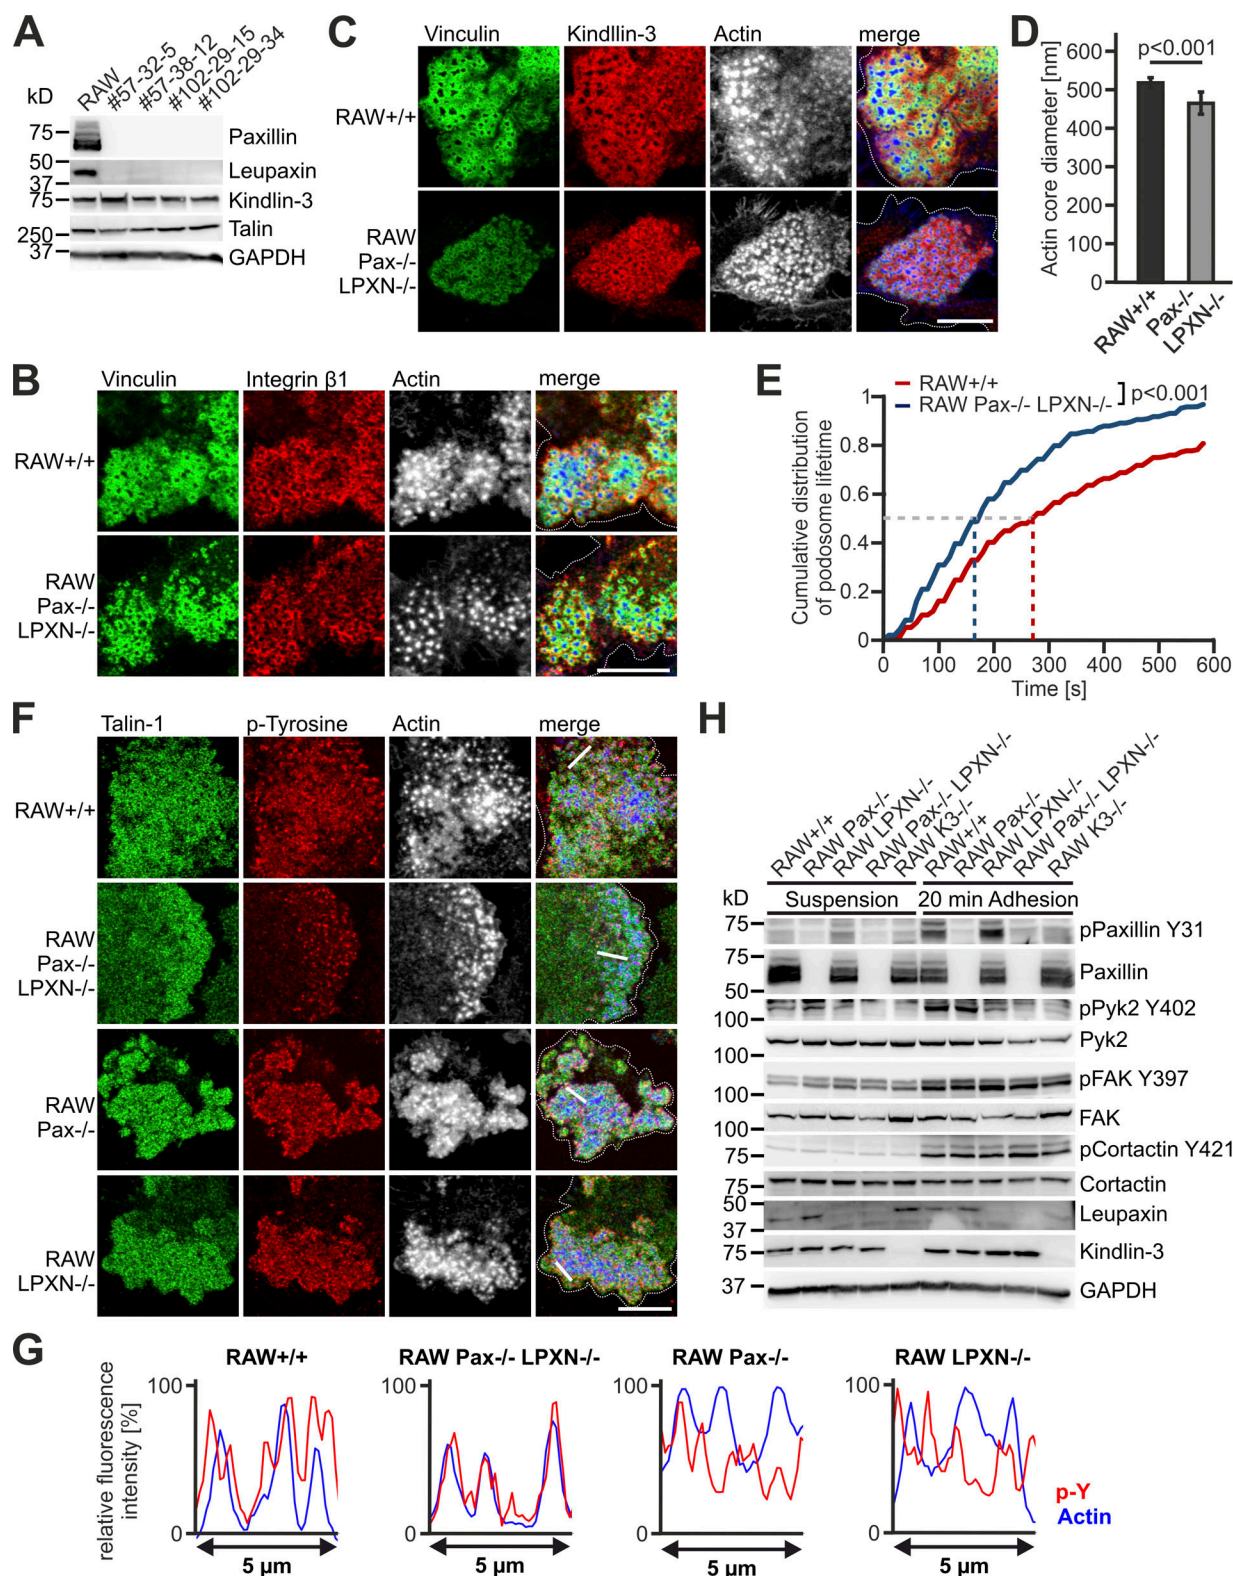 A
kD
RAW
#57-32-5
#57-38-12
#102-29-15
#102-29-34
75
Paxillin
50
37
Leupaxin
75
Kindlin-3
250
Talin
37
GAPDH
C
Vinculin Kindllin-3 Actin merge
RAW+/+
RAW
Pax-/-
LPXN-/-
D
Actin core diameter [nm]
600
500
400
300
200
100
0
p<0.001
RAW+/+
Pax-/-
LPXN-/-
B
Vinculin Integrin β1 Actin merge
RAW+/+
RAW
Pax-/-
LPXN-/-
E
RAW+/+
RAW Pax-/- LPXN-/-
p<0.001
Cumulative distribution
of podosome lifetime
1
0.8
0.6
0.4
0.2
0
0 100 200 300 400 500 600
Time [s]
F
Talin-1 p-Tyrosine Actin merge
RAW+/+
RAW
Pax-/-
LPXN-/-
RAW
Pax-/-
RAW
LPXN-/-
H
RAW+/+
RAW Pax-/-
RAW LPXN-/-
RAW Pax-/- LPXN-/-
RAW K3-/-
RAW+/+
RAW Pax-/-
RAW LPXN-/-
RAW Pax-/- LPXN-/-
RAW K3-/-
kD
Suspension 20 min Adhesion
75
pPaxillin Y31
75
Paxillin
50
pPyk2 Y402
100
Pyk2
100
pFAK Y397
100
FAK
100
pCortactin Y421
75
Cortactin
75
50
Leupaxin
37
Kindlin-3
75
37
GAPDH
G
relative fluorescence
intensity [%]
RAW+/+
100
0
5 µm
RAW Pax-/- LPXN-/-
100
0
5 µm
RAW Pax-/-
100
0
5 µm
RAW LPXN-/-
100
0
5 µm
p-Y
Actin